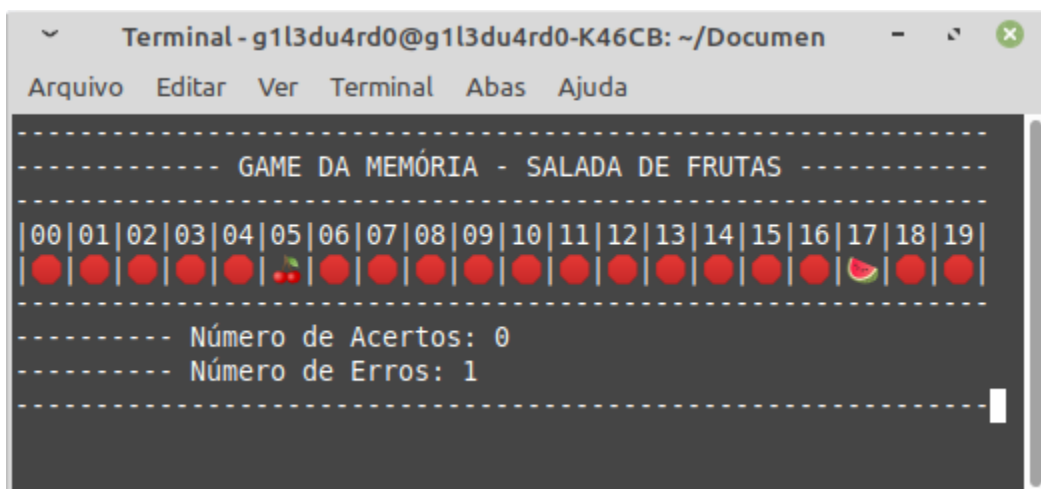 Terminal - g1l3du4rd0@g1l3du4rd0-K46CB: ~/Documen
Arquivo Editar Ver Terminal Abas Ajuda
-------------------------------------------------------------
------------- GAME DA MEMÓRIA - SALADA DE FRUTAS ------------
-------------------------------------------------------------
|00|01|02|03|04|05|06|07|08|09|10|11|12|13|14|15|16|17|18|19|
|🛑|🛑|🛑|🛑|🛑|🍒|🛑|🛑|🛑|🛑|🛑|🛑|🛑|🛑|🛑|🛑|🛑|🍉|🛑|🛑|
-------------------------------------------------------------
---------- Número de Acertos: 0
---------- Número de Erros: 1
-------------------------------------------------------------